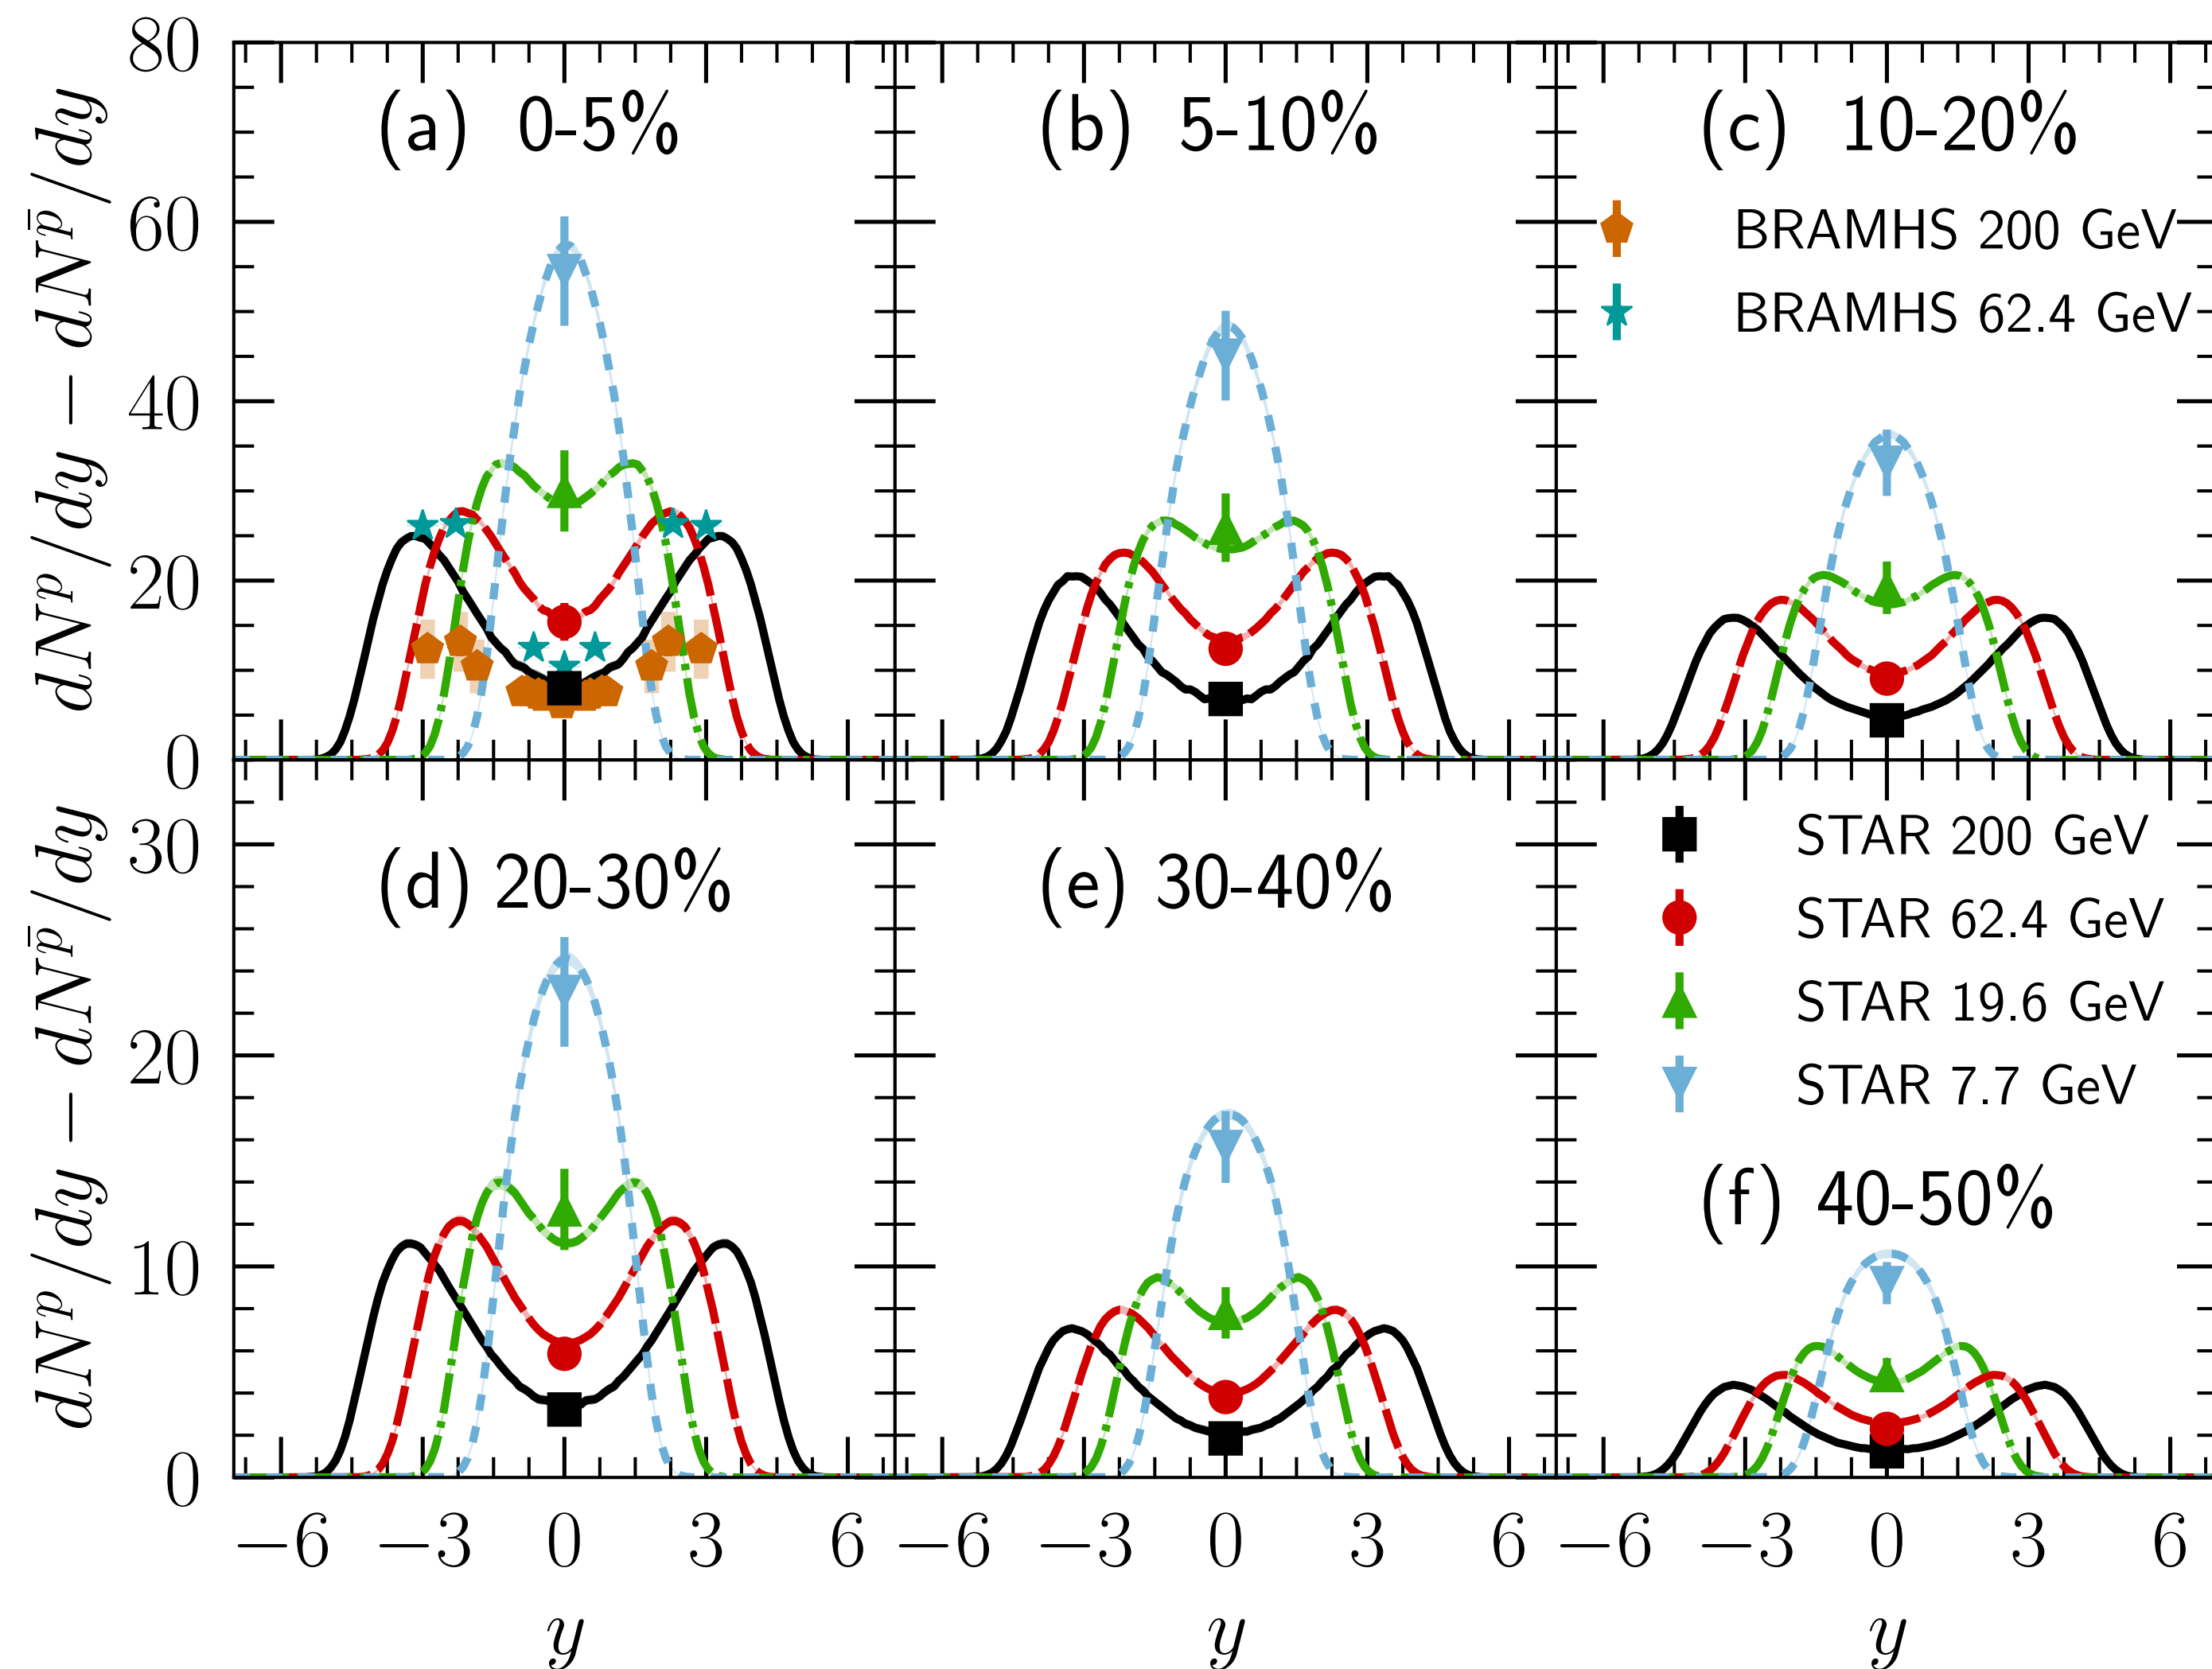 dN^p/dy − dN^p̄/dy
80
60
40
20
0
(a) 0-5%
(b) 5-10%
(c) 10-20%
BRAMHS 200 GeV
BRAMHS 62.4 GeV
dN^p/dy − dN^p̄/dy
30
20
10
0
(d) 20-30%
(e) 30-40%
STAR 200 GeV
STAR 62.4 GeV
STAR 19.6 GeV
STAR 7.7 GeV
(f) 40-50%
−6 −3 0 3 6 −6 −3 0 3 6 −6 −3 0 3 6
y y y